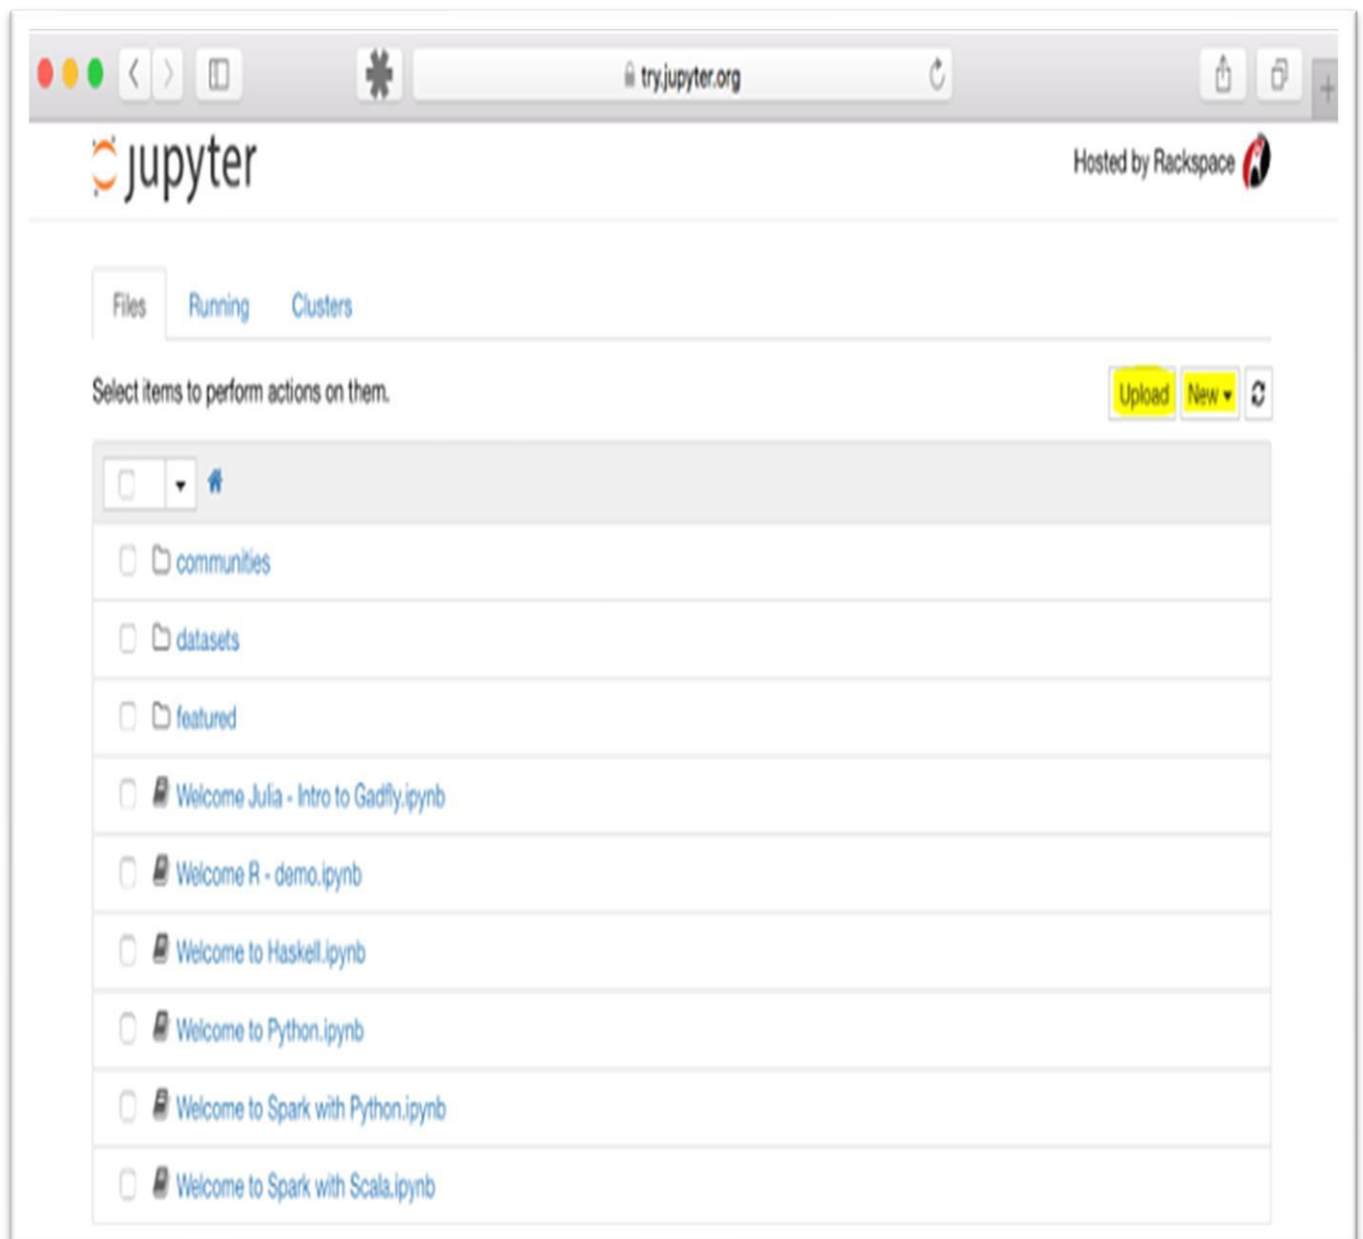 try.jupyter.org
jupyter
Hosted by Rackspace
Files Running Clusters
Select items to perform actions on them.
Upload New
communities
datasets
featured
Welcome Julia - Intro to Gadfly.ipynb
Welcome R - demo.ipynb
Welcome to Haskell.ipynb
Welcome to Python.ipynb
Welcome to Spark with Python.ipynb
Welcome to Spark with Scala.ipynb